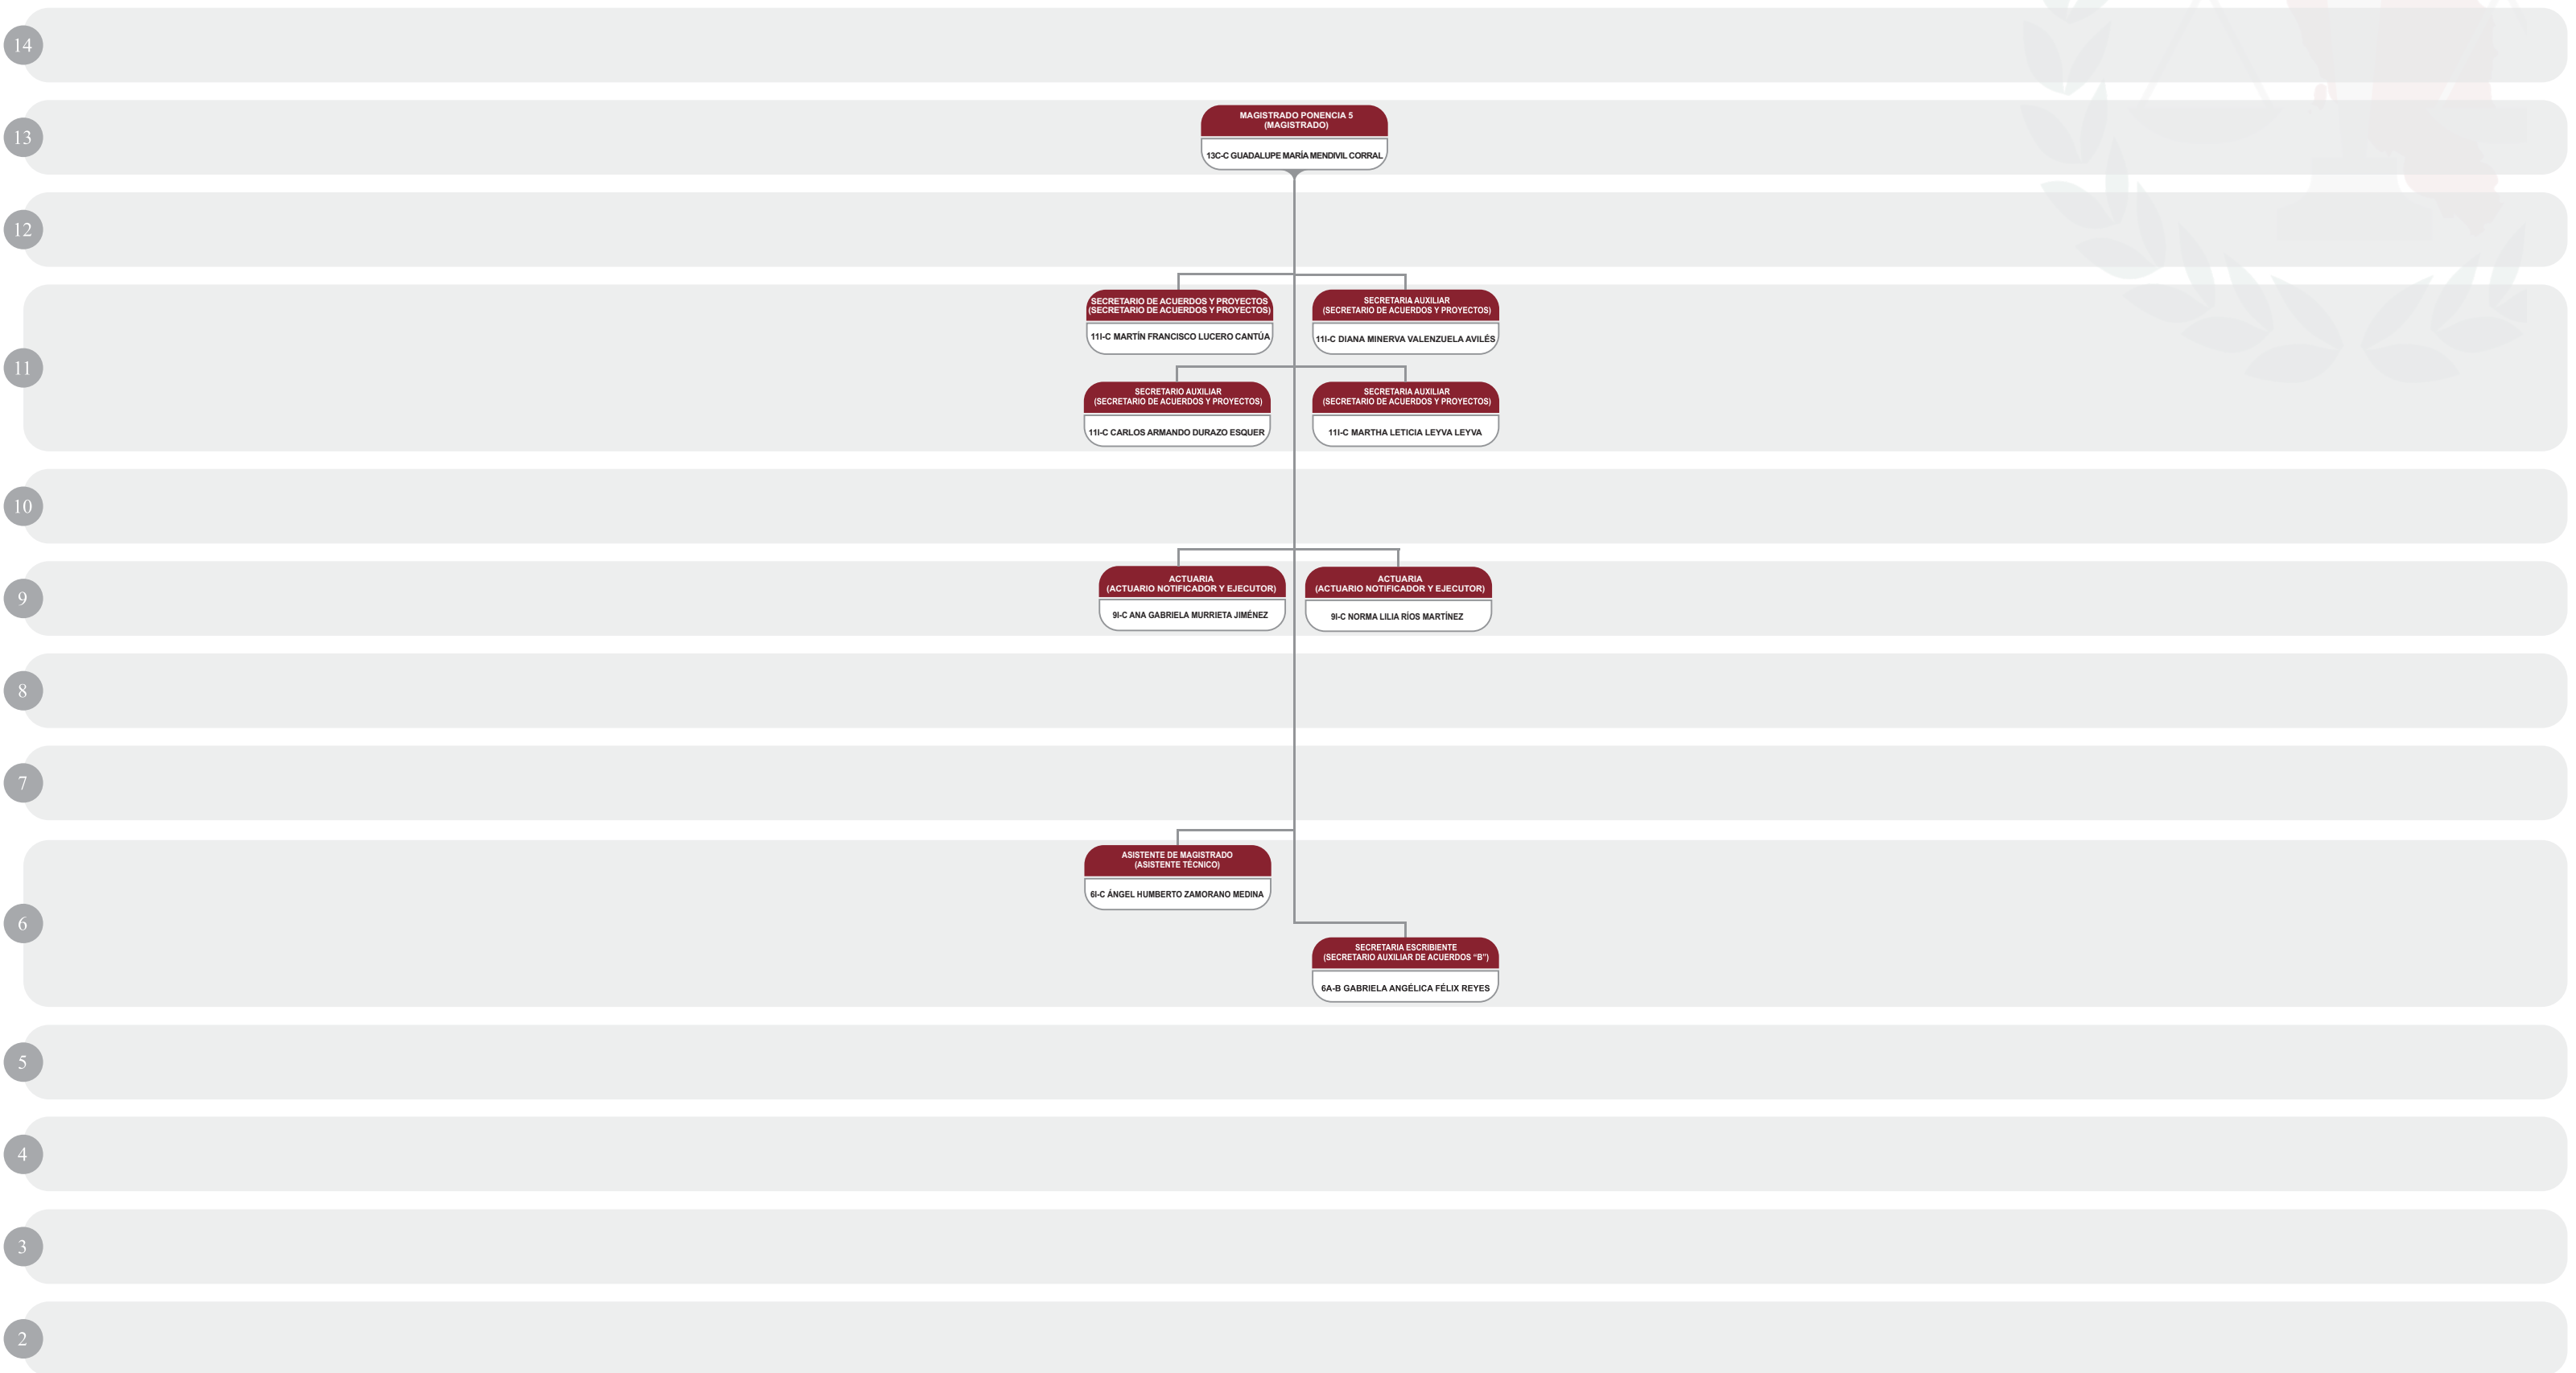 14
13
MAGISTRADO PONENCIA 5
(MAGISTRADO)
13C-C GUADALUPE MARÍA MENDIVIL CORRAL
12
11
SECRETARIO DE ACUERDOS Y PROYECTOS
(SECRETARIO DE ACUERDOS Y PROYECTOS)
11I-C MARTÍN FRANCISCO LUCERO CANTÚA
SECRETARIA AUXILIAR
(SECRETARIO DE ACUERDOS Y PROYECTOS)
11I-C DIANA MINERVA VALENZUELA AVILÉS
SECRETARIO AUXILIAR
(SECRETARIO DE ACUERDOS Y PROYECTOS)
11I-C CARLOS ARMANDO DURAZO ESQUER
SECRETARIA AUXILIAR
(SECRETARIO DE ACUERDOS Y PROYECTOS)
11I-C MARTHA LETICIA LEYVA LEYVA
10
9
ACTUARIA
(ACTUARIO NOTIFICADOR Y EJECUTOR)
9I-C ANA GABRIELA MURRIETA JIMÉNEZ
ACTUARIA
(ACTUARIO NOTIFICADOR Y EJECUTOR)
9I-C NORMA LILIA RÍOS MARTÍNEZ
8
7
6
ASISTENTE DE MAGISTRADO
(ASISTENTE TÉCNICO)
6I-C ÁNGEL HUMBERTO ZAMORANO MEDINA
SECRETARIA ESCRIBIENTE
(SECRETARIO AUXILIAR DE ACUERDOS “B”)
6A-B GABRIELA ANGÉLICA FÉLIX REYES
5
4
3
2